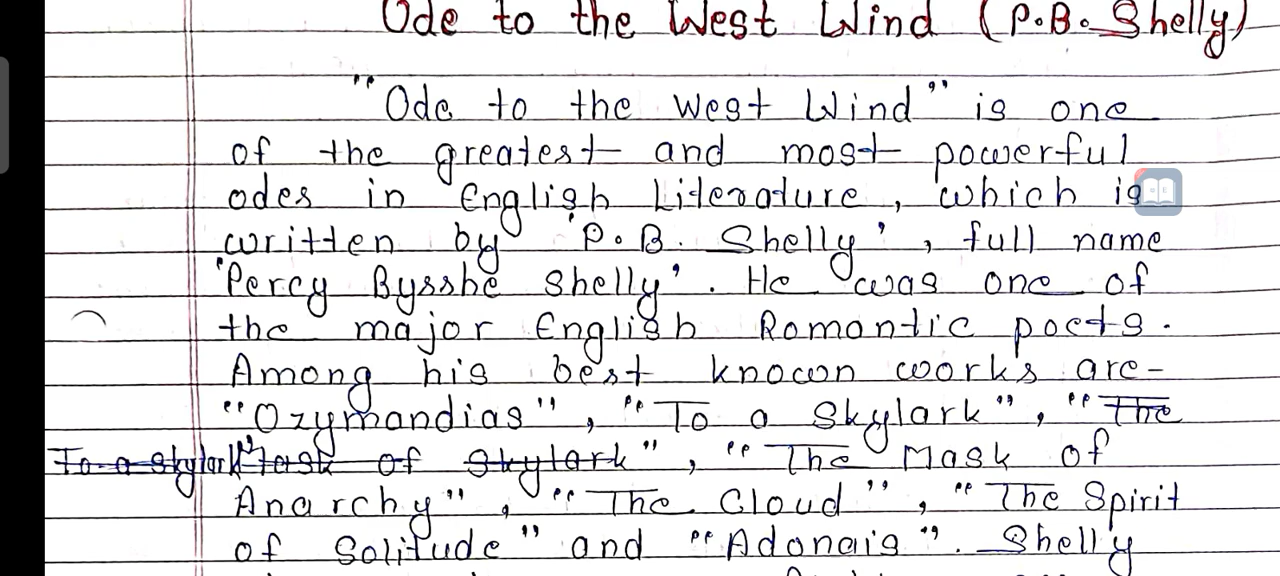 Ode to the West Wind (P.B. Shelly)
"Ode to the West Wind" is one
of the greatest and most powerful
odes in English Literature, which is
written by 'P.B. Shelly', full name
'Percy Bysshe Shelly'. He was one of
the major English Romantic poets.
Among his best known works are-
"Ozymandias", "To a Skylark", "The
To a skylark" Task of Skylark", "The Mask of
Anarchy", "The Cloud", "The Spirit
of Solitude" and "Adonais". Shelly